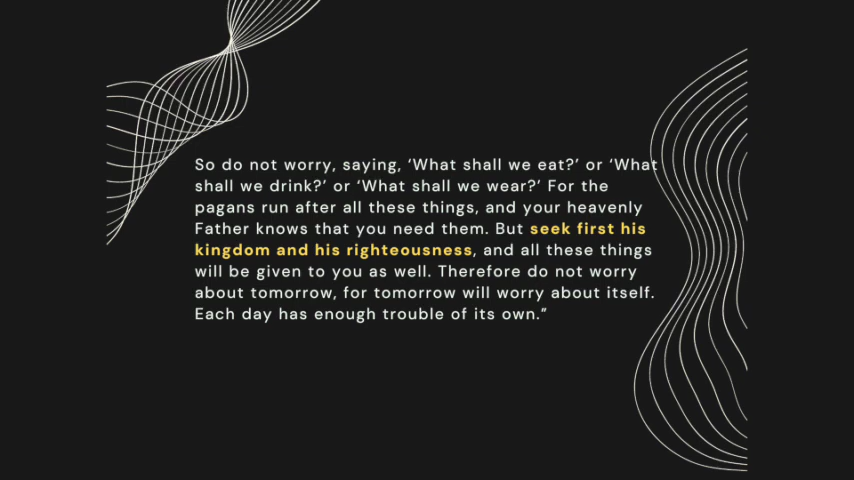 So do not worry, saying, ‘What shall we eat?’ or ‘What
shall we drink?’ or ‘What shall we wear?’ For the
pagans run after all these things, and your heavenly
Father knows that you need them. But seek first his
kingdom and his righteousness, and all these things
will be given to you as well. Therefore do not worry
about tomorrow, for tomorrow will worry about itself.
Each day has enough trouble of its own.”